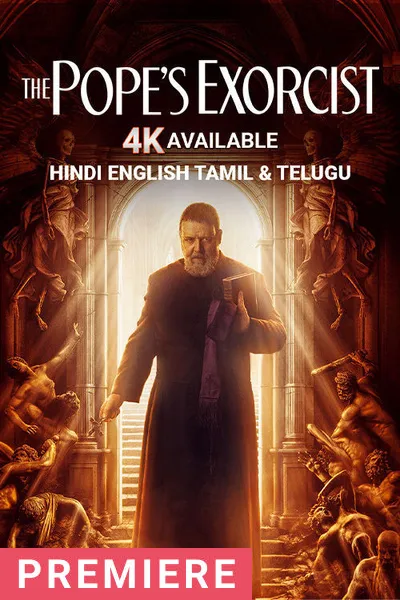 THE POPE'S EXORCIST
4K AVAILABLE
HINDI ENGLISH TAMIL & TELUGU
PREMIERE